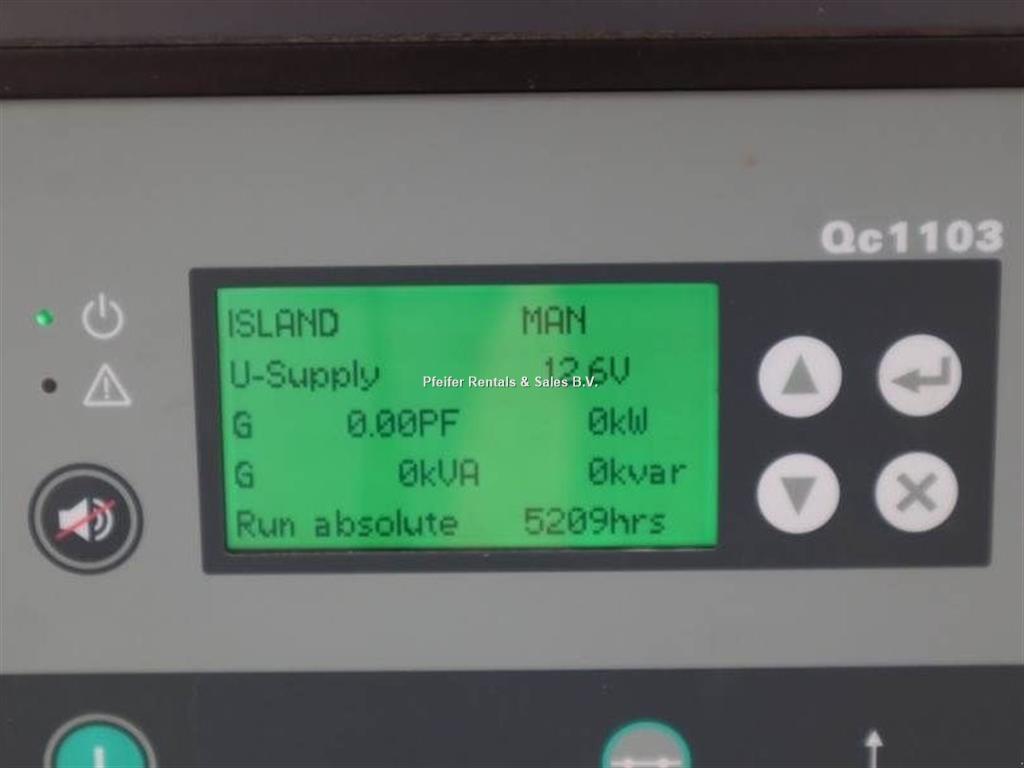 Qc1103
ISLAND MAN
U-Supply 12.6V
Pfeifer Rentals & Sales B.V.
G 0.00PF 0kW
G 0kVA 0kvar
Run absolute 5209hrs